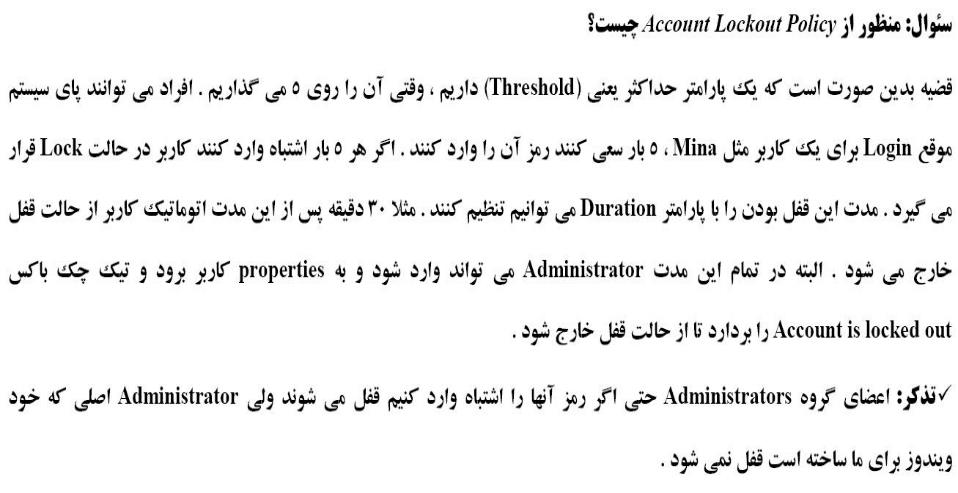 سئوال: منظور از Account Lockout Policy چیست؟
قضیه بدین صورت است که یک پارامتر حداکثر یعنی (Threshold) داریم ، وقتی آن را روی ۵ می گذاریم . افراد می توانند پای سیستم
موقع Login برای یک کاربر مثل Mina ، ۵ بار سعی کنند رمز آن را وارد کنند . اگر هر ۵ بار اشتباه وارد کنند کاربر در حالت Lock قرار
می گیرد . مدت این قفل بودن را با پارامتر Duration می توانیم تنظیم کنند . مثلا ۳۰ دقیقه پس از این مدت اتوماتیک کاربر از حالت قفل
خارج می شود . البته در تمام این مدت Administrator می تواند وارد شود و به properties کاربر برود و تیک چک باکس
Account is locked out را بردارد تا از حالت قفل خارج شود .
✓تذکر: اعضای گروه Administrators حتی اگر رمز آنها را اشتباه وارد کنیم قفل می شوند ولی Administrator اصلی که خود
ویندوز برای ما ساخته است قفل نمی شود .